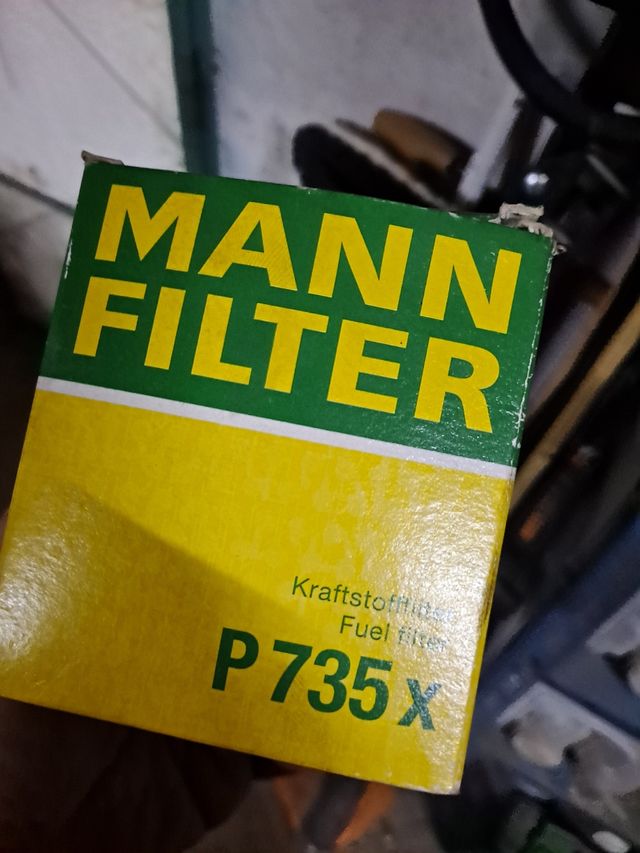 MANN
FILTER
Kraftstofffilter
Fuel filter
P 735 x